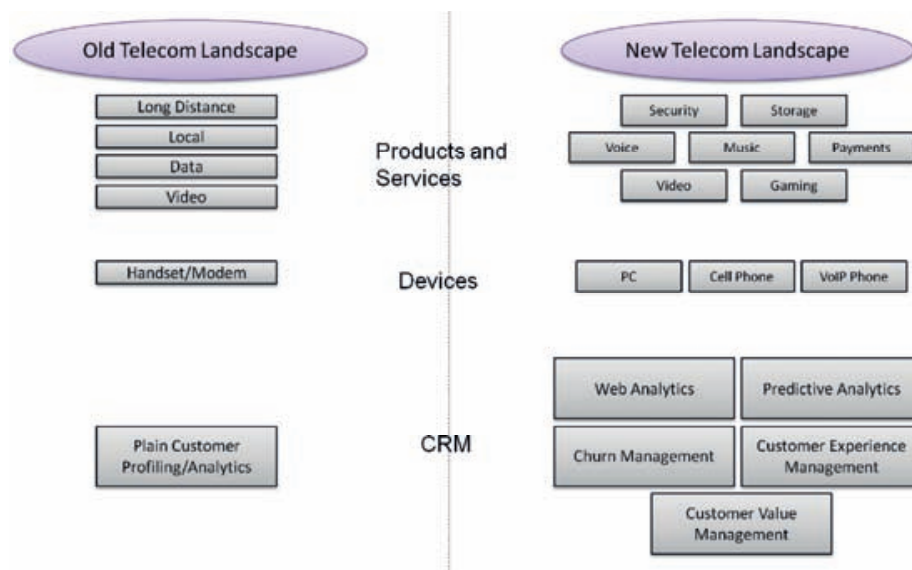 Old Telecom Landscape
New Telecom Landscape
Long Distance
Local
Data
Video
Products and
Services
Security
Storage
Voice
Music
Payments
Video
Gaming
Handset/Modem
Devices
PC
Cell Phone
VoIP Phone
Plain Customer
Profiling/Analytics
CRM
Web Analytics
Predictive Analytics
Churn Management
Customer Experience
Management
Customer Value
Management